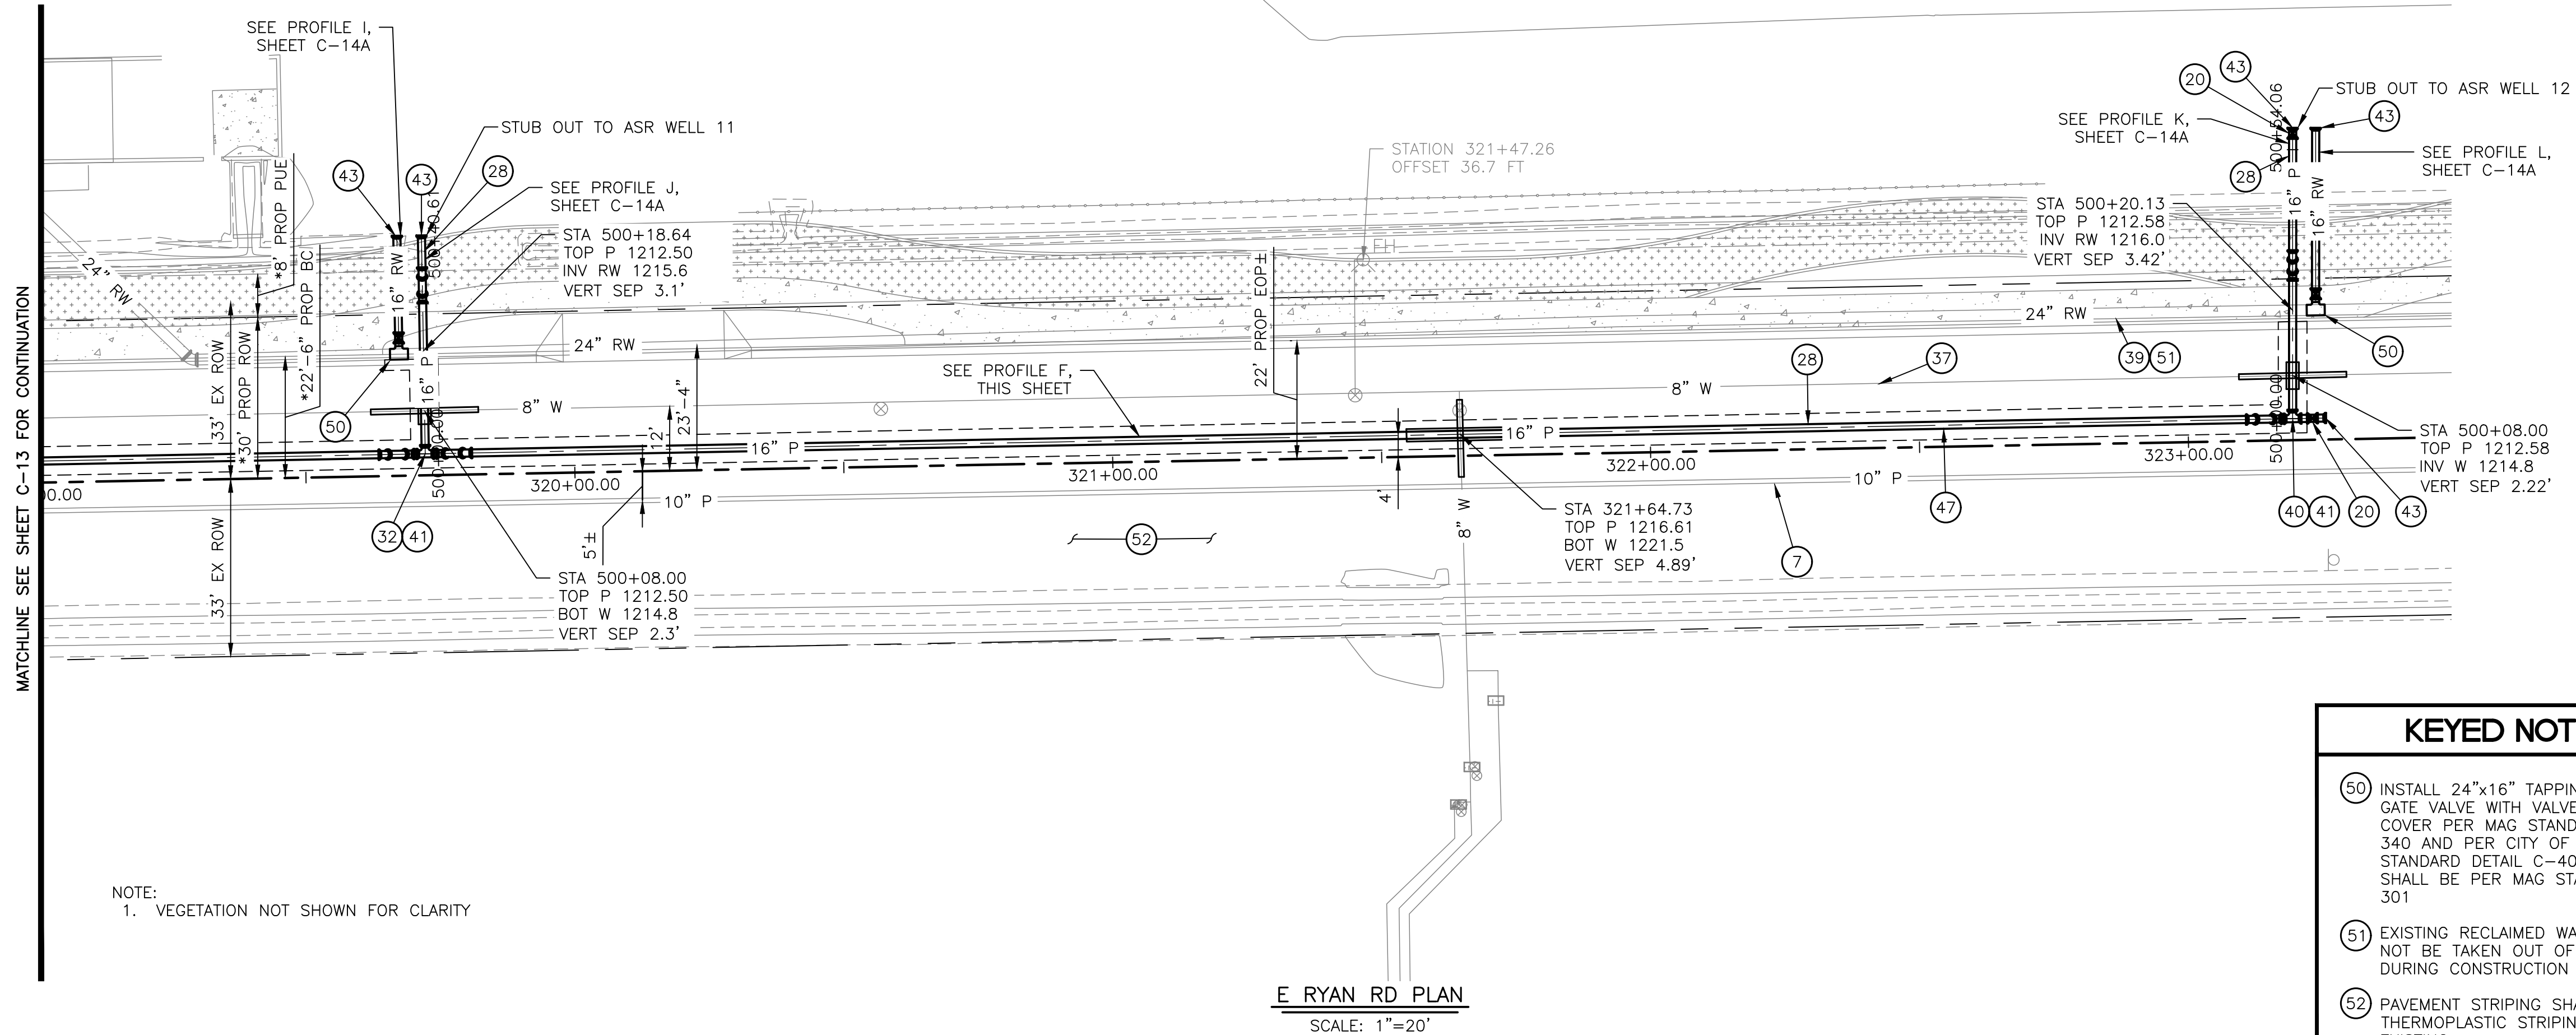 MATCHLINE SEE SHEET C-13 FOR CONTINUATION
SEE PROFILE I,
SHEET C-14A
STUB OUT TO ASR WELL 11
43
43
28
SEE PROFILE J,
SHEET C-14A
STA 500+18.64
TOP P 1212.50
INV RW 1215.6
VERT SEP 3.1'
500+40.61
16" RW
16" P
500+00.00
*8' PROP PUE
*22'-6" PROP BC
*30' PROP ROW
33' EX ROW
33' EX ROW
24" RW
50
24" RW
8" W
12'
23'-4"
16" P
320+00.00
10" P
5'±
32
41
STA 500+08.00
TOP P 1212.50
BOT W 1214.8
VERT SEP 2.3'
00.00
STATION 321+47.26
OFFSET 36.7 FT
FH
22' PROP EOP±
SEE PROFILE F,
THIS SHEET
321+00.00
52
4'
16" P
8" W
STA 321+64.73
TOP P 1216.61
BOT W 1221.5
VERT SEP 4.89'
322+00.00
28
37
8" W
24" RW
39
51
47
10" P
7
323+00.00
20
43
STUB OUT TO ASR WELL 12
43
SEE PROFILE K,
SHEET C-14A
28
500+54.06
16" P
16" RW
SEE PROFILE L,
SHEET C-14A
STA 500+20.13
TOP P 1212.58
INV RW 1216.0
VERT SEP 3.42'
50
STA 500+08.00
TOP P 1212.58
INV W 1214.8
VERT SEP 2.22'
40
41
20
43
b
NOTE:
1. VEGETATION NOT SHOWN FOR CLARITY
E RYAN RD PLAN
SCALE: 1"=20'
KEYED NOT
50 INSTALL 24"x16" TAPPIN
GATE VALVE WITH VALVE
COVER PER MAG STAND
340 AND PER CITY OF
STANDARD DETAIL C-40
SHALL BE PER MAG STA
301
51 EXISTING RECLAIMED WA
NOT BE TAKEN OUT OF
DURING CONSTRUCTION
52 PAVEMENT STRIPING SHA
THERMOPLASTIC STRIPIN